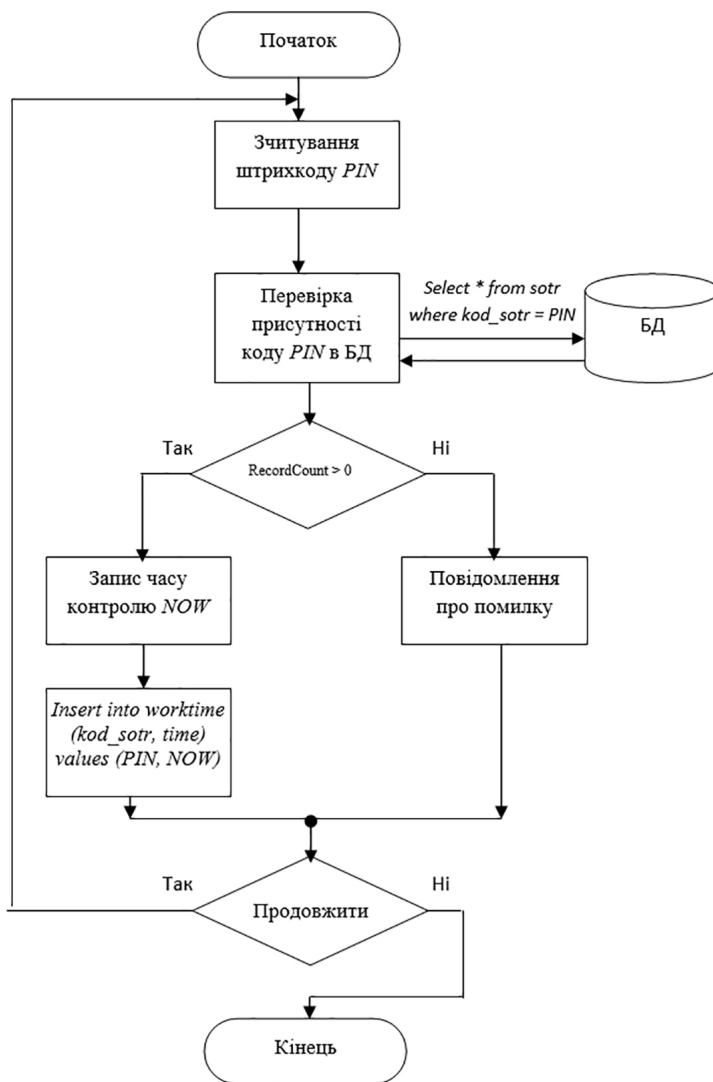 Початок
Зчитування
штрихкоду PIN
Перевірка
присутності
коду PIN в БД
Select * from sotr
where kod_sotr = PIN
БД
Так
Ні
RecordCount > 0
Запис часу
контролю NOW
Повідомлення
про помилку
Insert into worktime
(kod_sotr, time)
values (PIN, NOW)
Так
Ні
Продовжити
Кінець